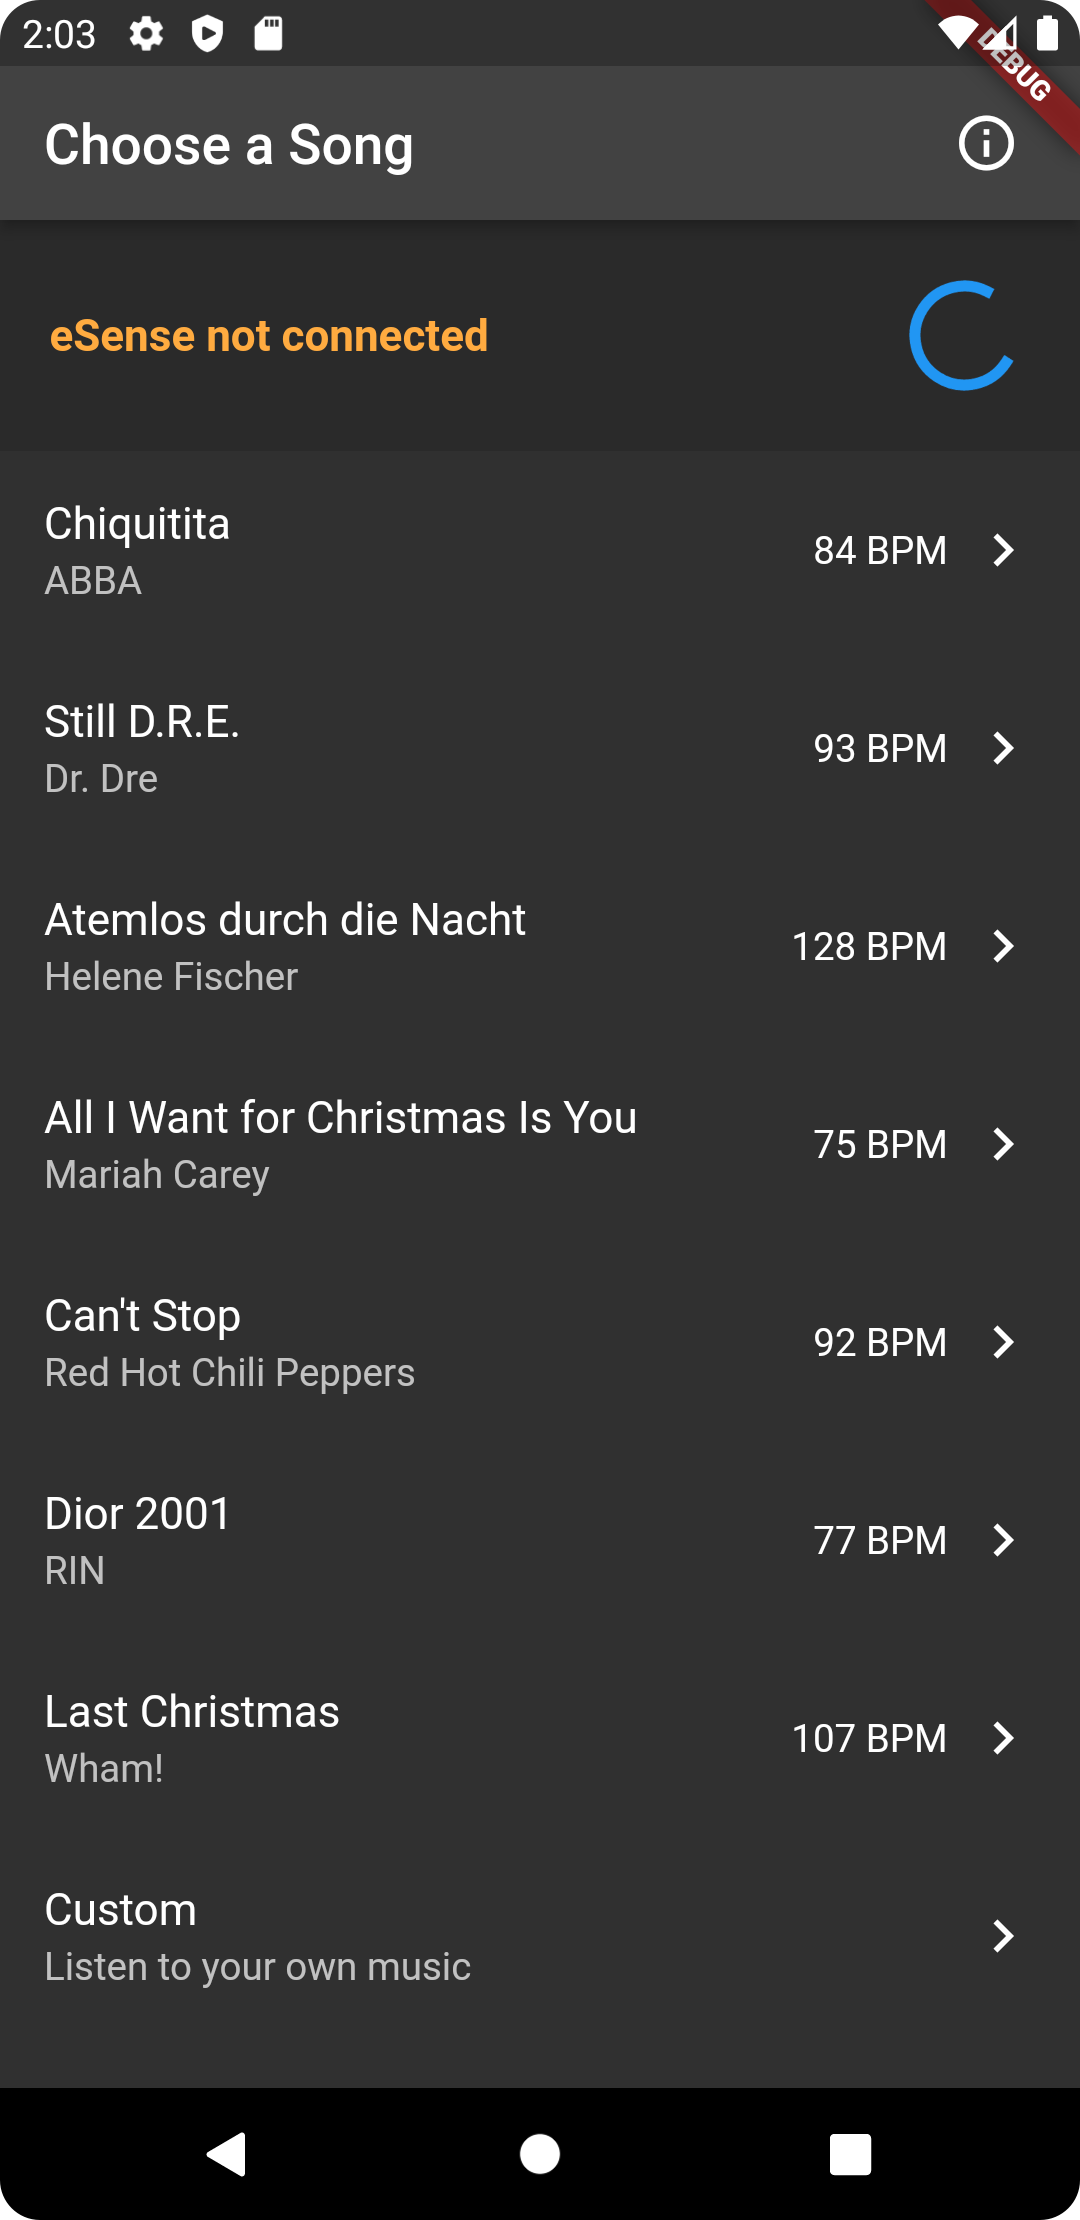 2:03
DEBUG
Choose a Song
eSense not connected
Chiquitita
84 BPM
ABBA
Still D.R.E.
93 BPM
Dr. Dre
Atemlos durch die Nacht
128 BPM
Helene Fischer
All I Want for Christmas Is You
75 BPM
Mariah Carey
Can't Stop
92 BPM
Red Hot Chili Peppers
Dior 2001
77 BPM
RIN
Last Christmas
107 BPM
Wham!
Custom
Listen to your own music